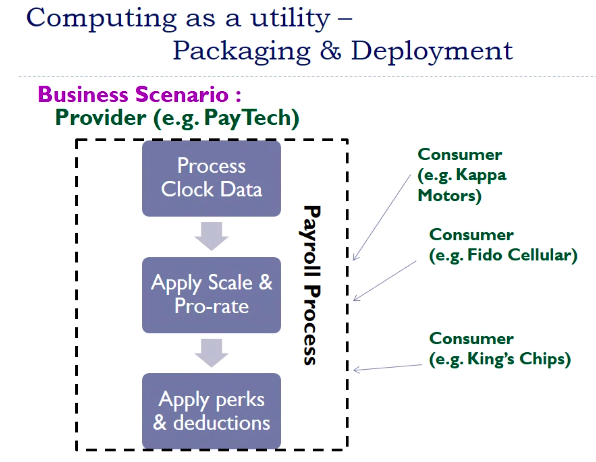 Computing as a utility –
Packaging & Deployment
Business Scenario :
Provider (e.g. PayTech)
Process
Clock Data
Apply Scale &
Pro-rate
Apply perks
& deductions
Payroll Process
Consumer
(e.g. Kappa
Motors)
Consumer
(e.g. Fido Cellular)
Consumer
(e.g. King's Chips)